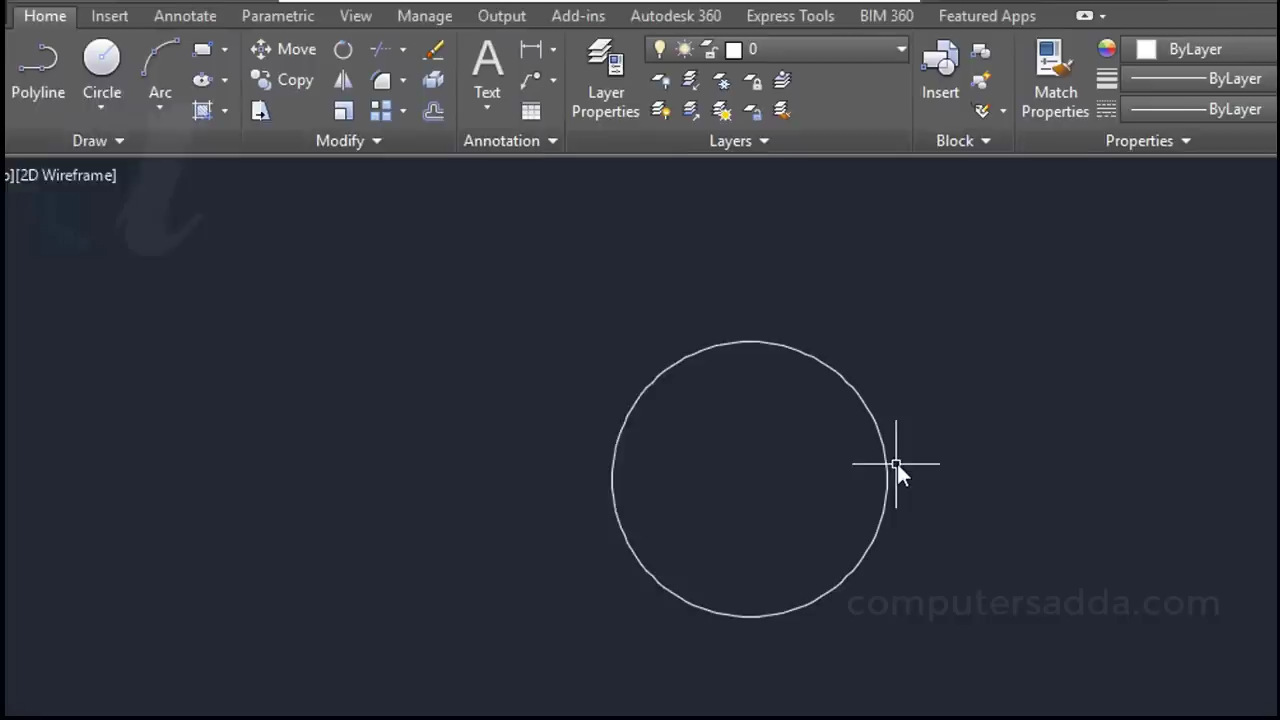 Home Insert Annotate Parametric View Manage Output Add-ins Autodesk 360 Express Tools BIM 360 Featured Apps
Polyline Circle Arc
Move
Copy
Text
Layer Properties
0
Insert
Match Properties
ByLayer
ByLayer
ByLayer
Draw Modify Annotation Layers Block Properties
][2D Wireframe]
computersadda.com